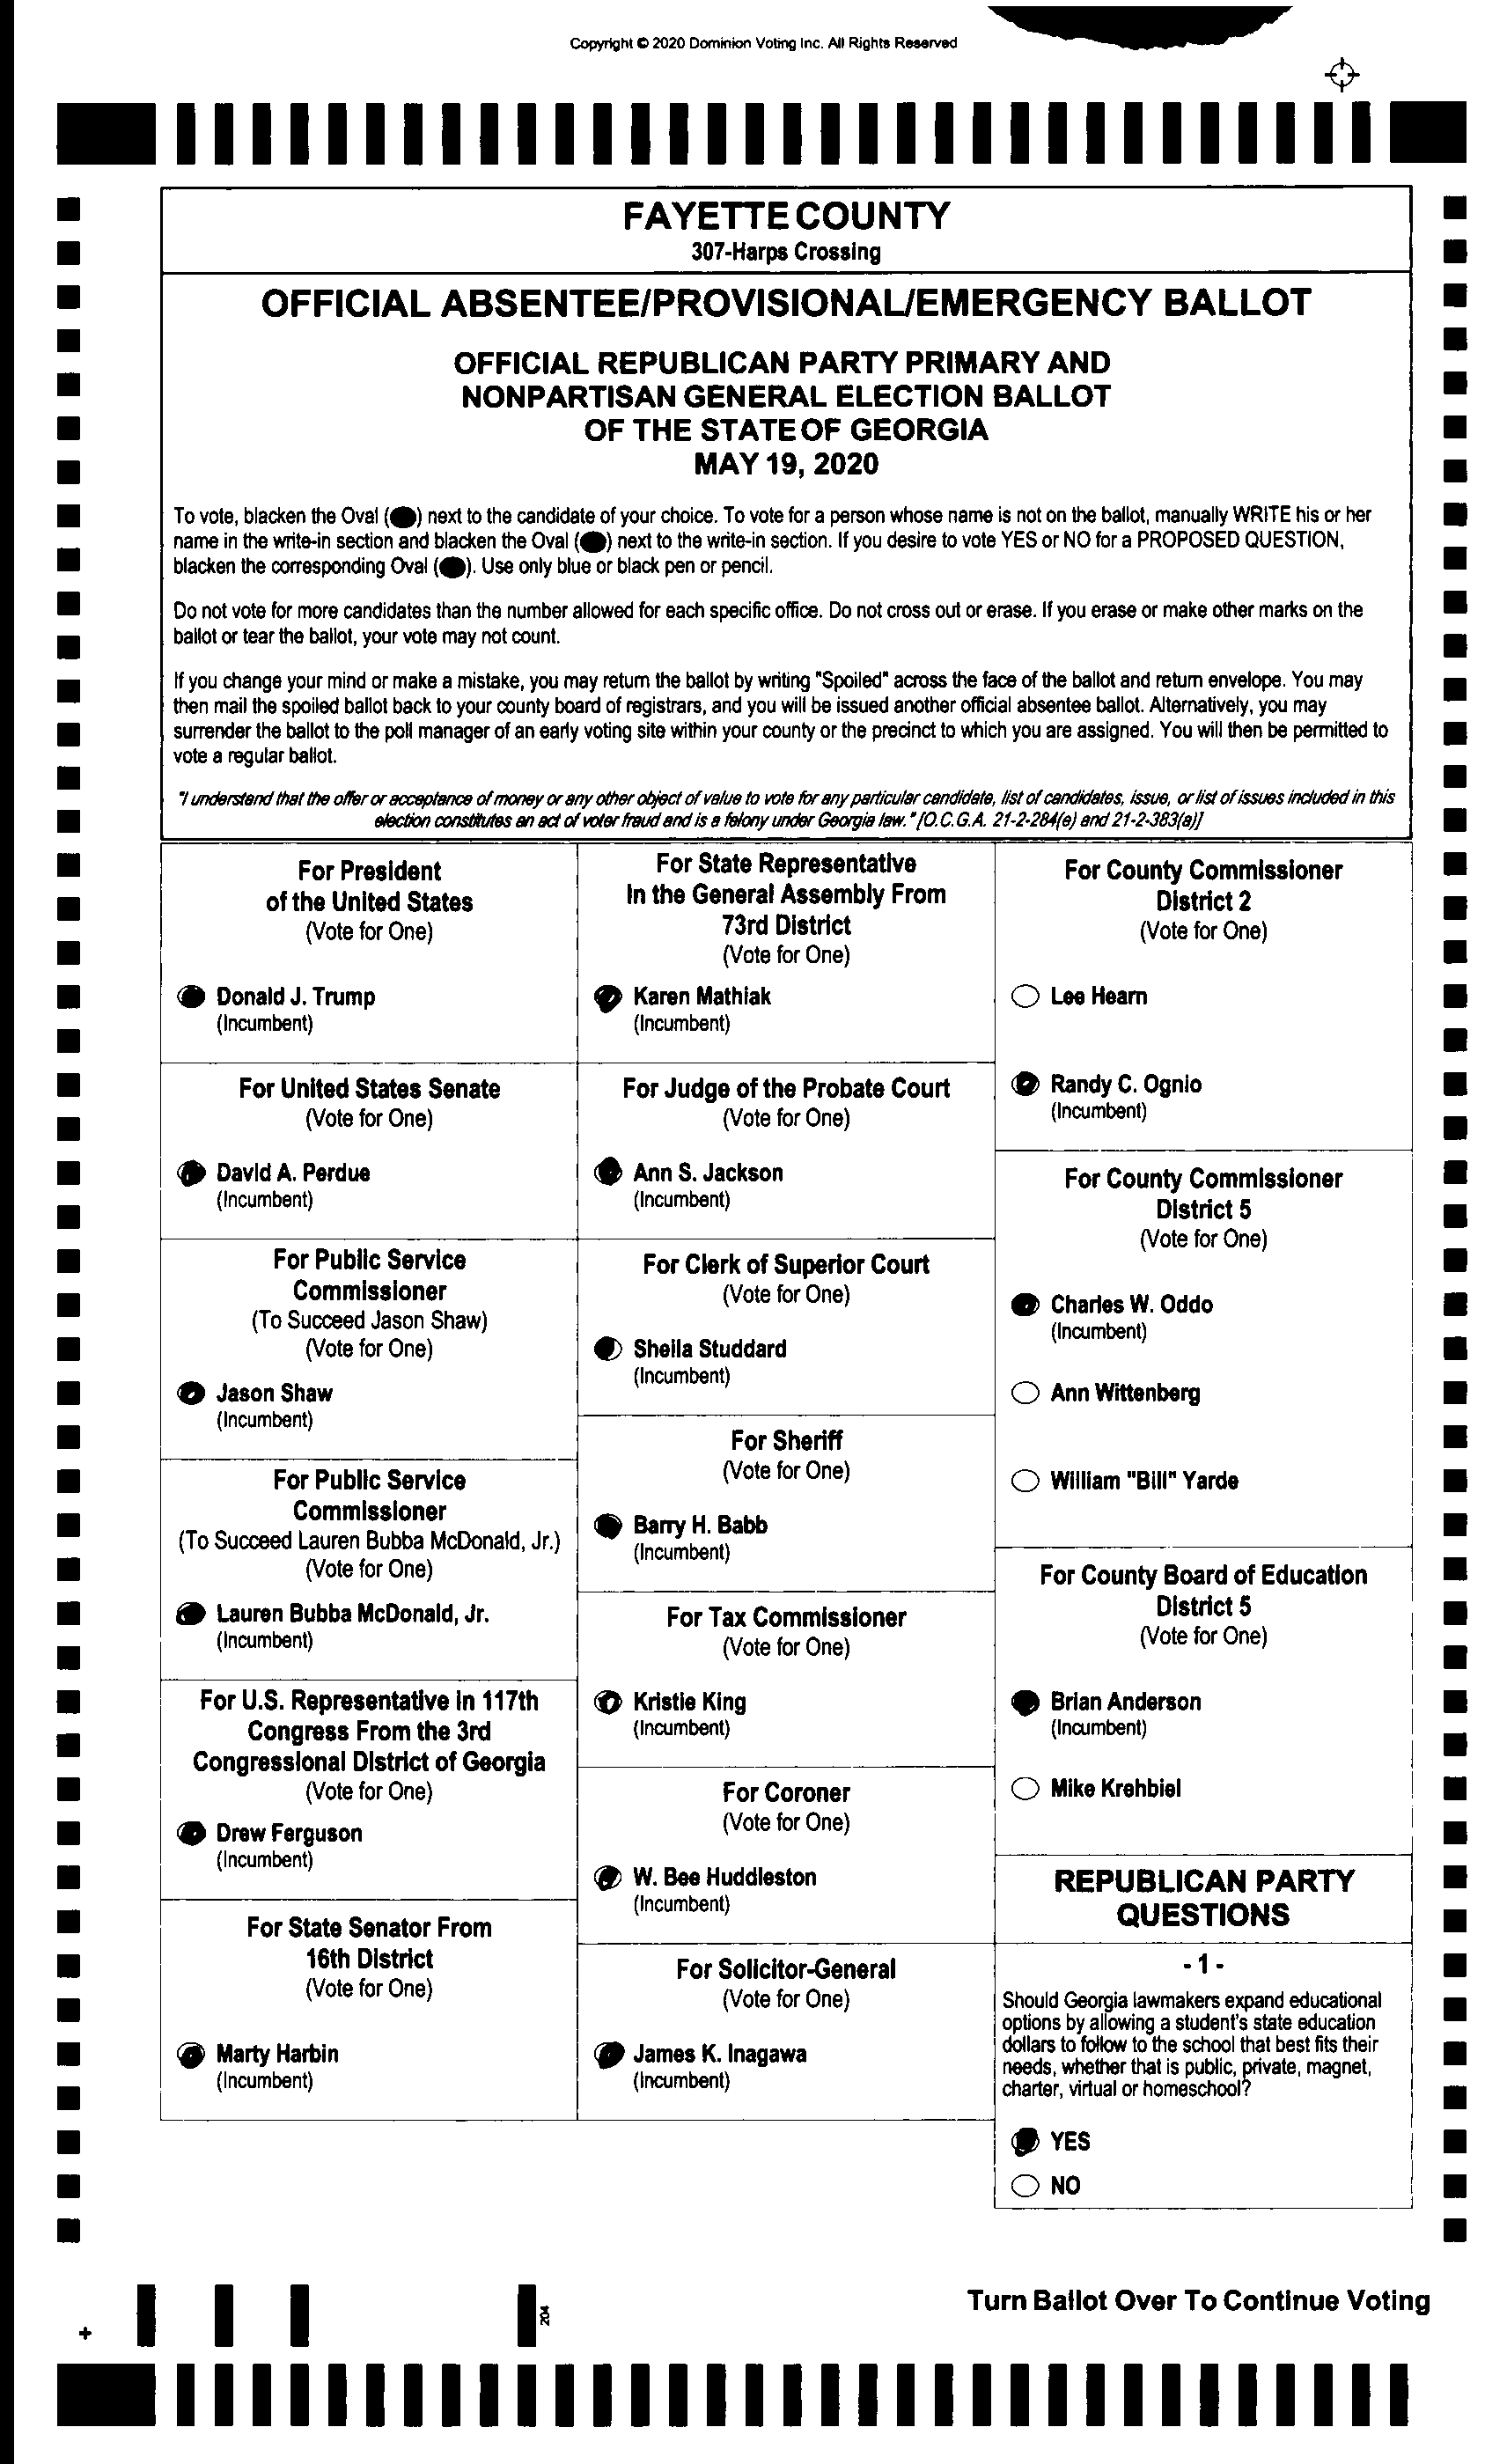 Copyright © 2020 Dominion Voting Inc. All Rights Reserved
FAYETTE COUNTY
307-Harps Crossing
OFFICIAL ABSENTEE/PROVISIONAL/EMERGENCY BALLOT
OFFICIAL REPUBLICAN PARTY PRIMARY AND
NONPARTISAN GENERAL ELECTION BALLOT
OF THE STATE OF GEORGIA
MAY 19, 2020
To vote, blacken the Oval (⬬) next to the candidate of your choice. To vote for a person whose name is not on the ballot, manually WRITE his or her
name in the write-in section and blacken the Oval (⬬) next to the write-in section. If you desire to vote YES or NO for a PROPOSED QUESTION,
blacken the corresponding Oval (⬬). Use only blue or black pen or pencil.
Do not vote for more candidates than the number allowed for each specific office. Do not cross out or erase. If you erase or make other marks on the
ballot or tear the ballot, your vote may not count.
If you change your mind or make a mistake, you may return the ballot by writing "Spoiled" across the face of the ballot and return envelope. You may
then mail the spoiled ballot back to your county board of registrars, and you will be issued another official absentee ballot. Alternatively, you may
surrender the ballot to the poll manager of an early voting site within your county or the precinct to which you are assigned. You will then be permitted to
vote a regular ballot.
"I understand that the offer or acceptance of money or any other object of value to vote for any particular candidate, list of candidates, issue, or list of issues included in this
election constitutes an act of voter fraud and is a felony under Georgia law." [O.C.G.A. 21-2-284(e) and 21-2-383(a)]
For President
of the United States
(Vote for One)
Donald J. Trump
(Incumbent)
For United States Senate
(Vote for One)
David A. Perdue
(Incumbent)
For Public Service
Commissioner
(To Succeed Jason Shaw)
(Vote for One)
Jason Shaw
(Incumbent)
For Public Service
Commissioner
(To Succeed Lauren Bubba McDonald, Jr.)
(Vote for One)
Lauren Bubba McDonald, Jr.
(Incumbent)
For U.S. Representative in 117th
Congress From the 3rd
Congressional District of Georgia
(Vote for One)
Drew Ferguson
(Incumbent)
For State Senator From
16th District
(Vote for One)
Marty Harbin
(Incumbent)
For State Representative
In the General Assembly From
73rd District
(Vote for One)
Karen Mathiak
(Incumbent)
For Judge of the Probate Court
(Vote for One)
Ann S. Jackson
(Incumbent)
For Clerk of Superior Court
(Vote for One)
Sheila Studdard
(Incumbent)
For Sheriff
(Vote for One)
Barry H. Babb
(Incumbent)
For Tax Commissioner
(Vote for One)
Kristie King
(Incumbent)
For Coroner
(Vote for One)
W. Bee Huddleston
(Incumbent)
For Solicitor-General
(Vote for One)
James K. Inagawa
(Incumbent)
For County Commissioner
District 2
(Vote for One)
Lee Hearn
Randy C. Ognio
(Incumbent)
For County Commissioner
District 5
(Vote for One)
Charles W. Oddo
(Incumbent)
Ann Wittenberg
William "Bill" Yarde
For County Board of Education
District 5
(Vote for One)
Brian Anderson
(Incumbent)
Mike Krehbiel
REPUBLICAN PARTY
QUESTIONS
- 1 -
Should Georgia lawmakers expand educational
options by allowing a student's state education
dollars to follow to the school that best fits their
needs, whether that is public, private, magnet,
charter, virtual or homeschool?
YES
NO
Turn Ballot Over To Continue Voting
204
+